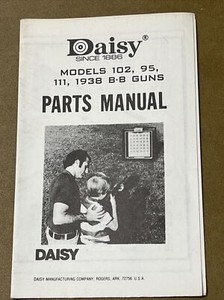 Daisy®
SINCE 1886
MODELS 102, 95,
111, 1938 B·B GUNS
PARTS MANUAL
DAISY
DAISY MANUFACTURING COMPANY, ROGERS, ARK. 72756 U.S.A